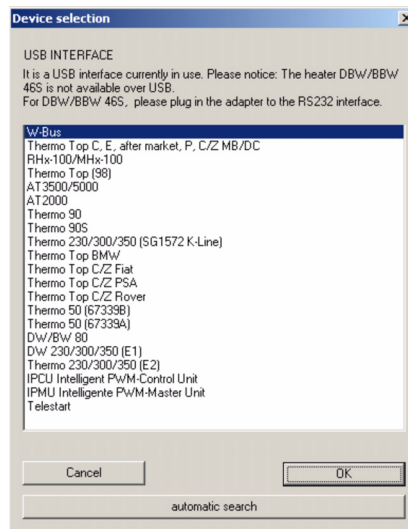 Device selection
USB INTERFACE
It is a USB interface currently in use. Please notice: The heater DBW/BBW
46S is not available over USB.
For DBW/BBW 46S, please plug in the adapter to the RS232 interface.
W-Bus
Thermo Top C, E, after market, P, C/Z MB/DC
RHx-100/MHx-100
Thermo Top (98)
AT3500/5000
AT2000
Thermo 90
Thermo 90S
Thermo 230/300/350 (SG1572 K-Line)
Thermo Top BMW
Thermo Top C/Z Fiat
Thermo Top C/Z PSA
Thermo Top C/Z Rover
Thermo 50 (67339B)
Thermo 50 (67339A)
DW/BW 80
DW 230/300/350 (E1)
Thermo 230/300/350 (E2)
IPCU Intelligent PWM-Control Unit
IPMU Intelligente PWM-Master Unit
Telestart
Cancel OK
automatic search